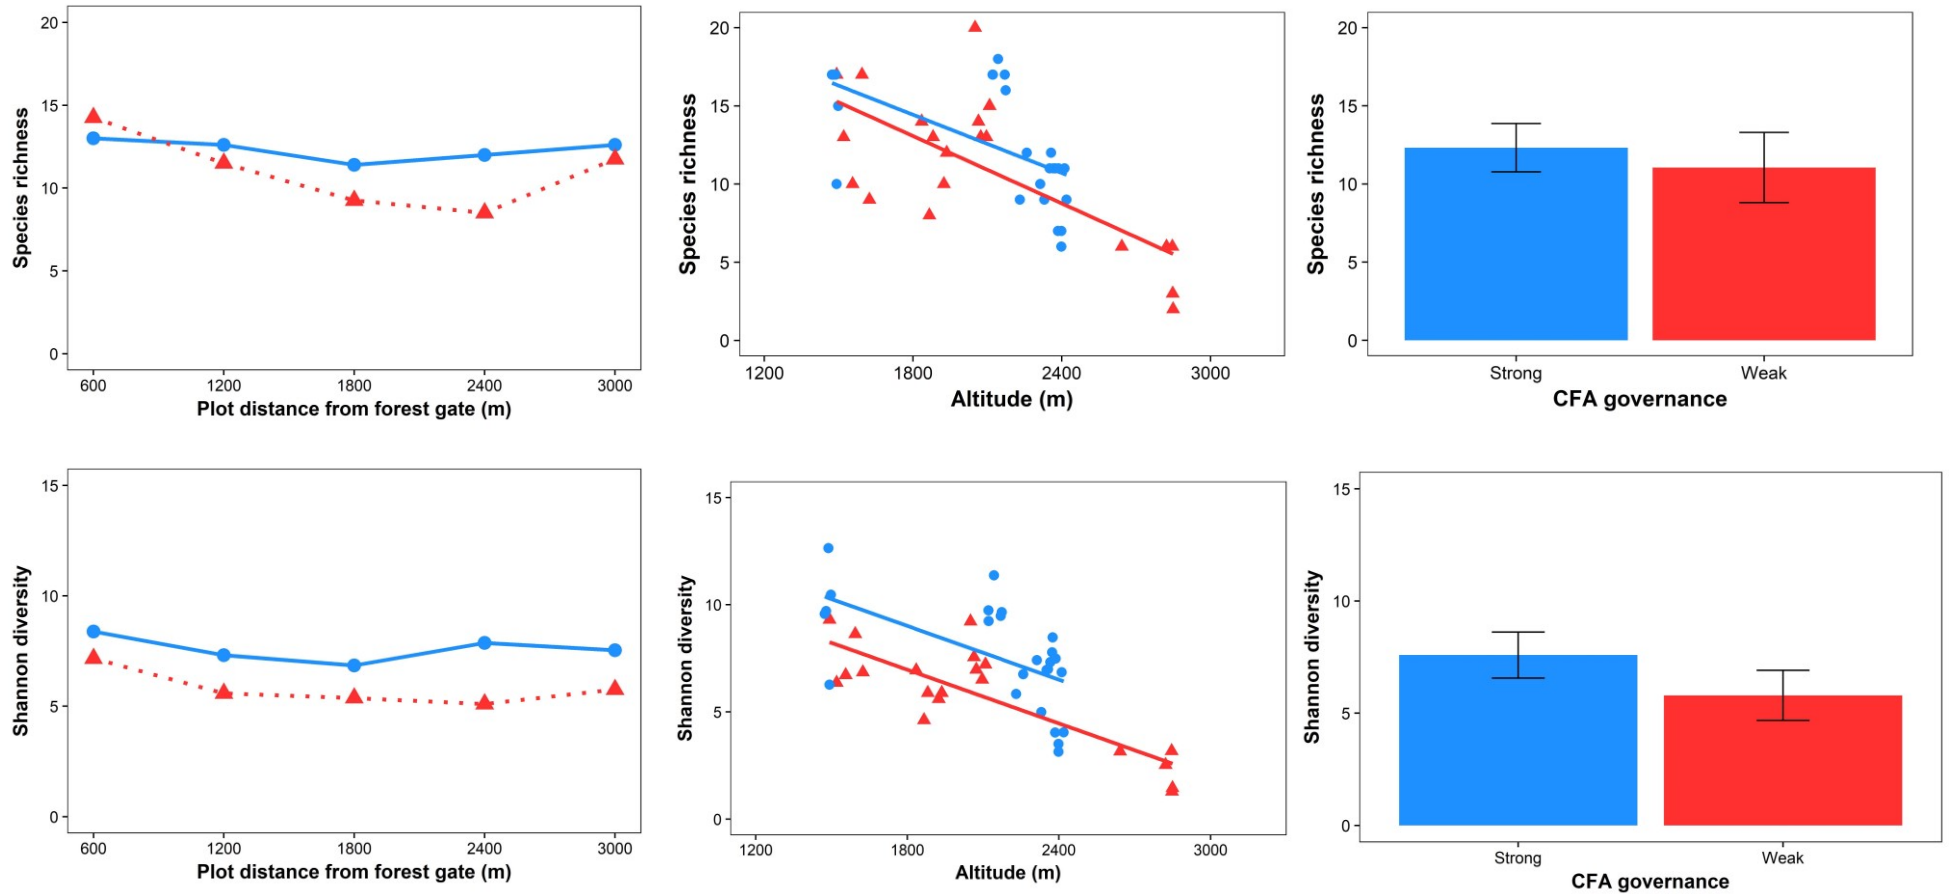 Species richness
20
15
10
5
0
600 1200 1800 2400 3000
Plot distance from forest gate (m)
Species richness
20
15
10
5
0
1200 1800 2400 3000
Altitude (m)
Species richness
20
15
10
5
0
Strong Weak
CFA governance
Shannon diversity
15
10
5
0
600 1200 1800 2400 3000
Plot distance from forest gate (m)
Shannon diversity
15
10
5
0
1200 1800 2400 3000
Altitude (m)
Shannon diversity
15
10
5
0
Strong Weak
CFA governance